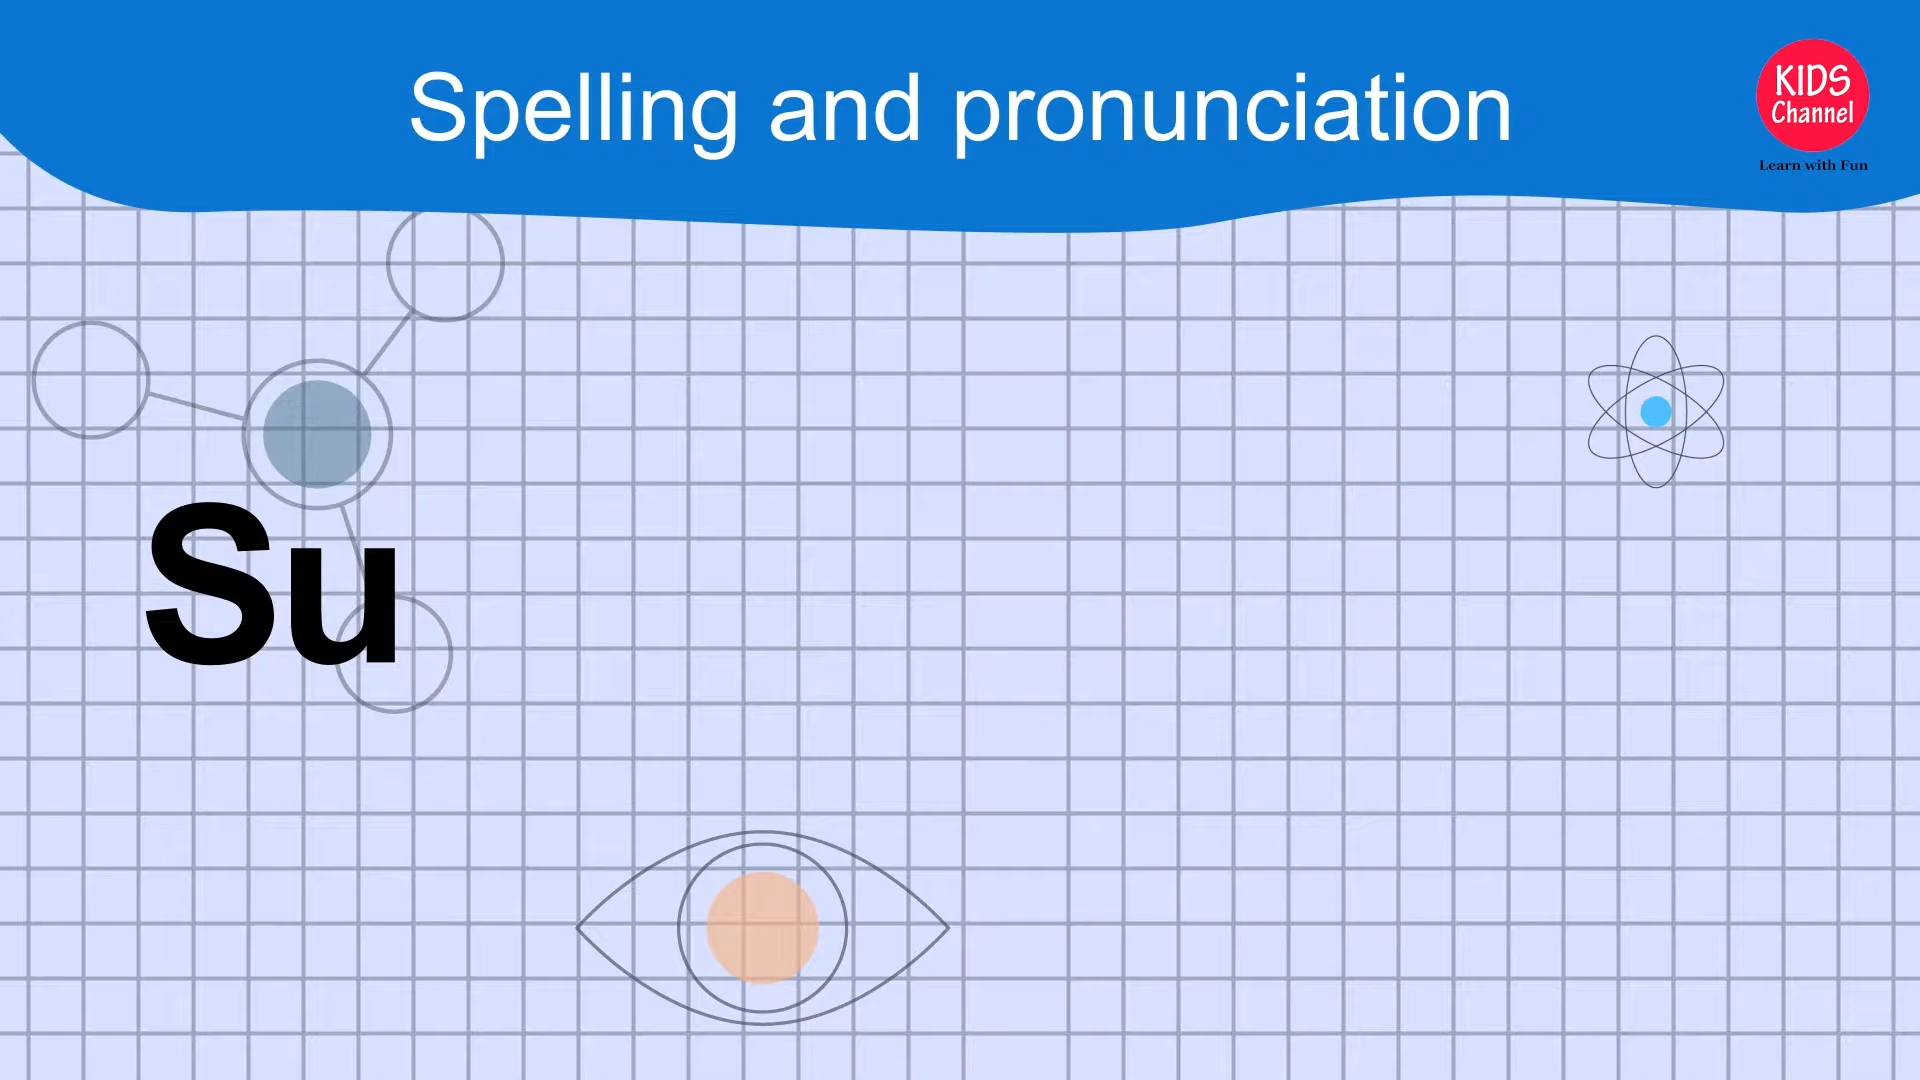 Spelling and pronunciation
KIDS
Channel
Learn with Fun
Su